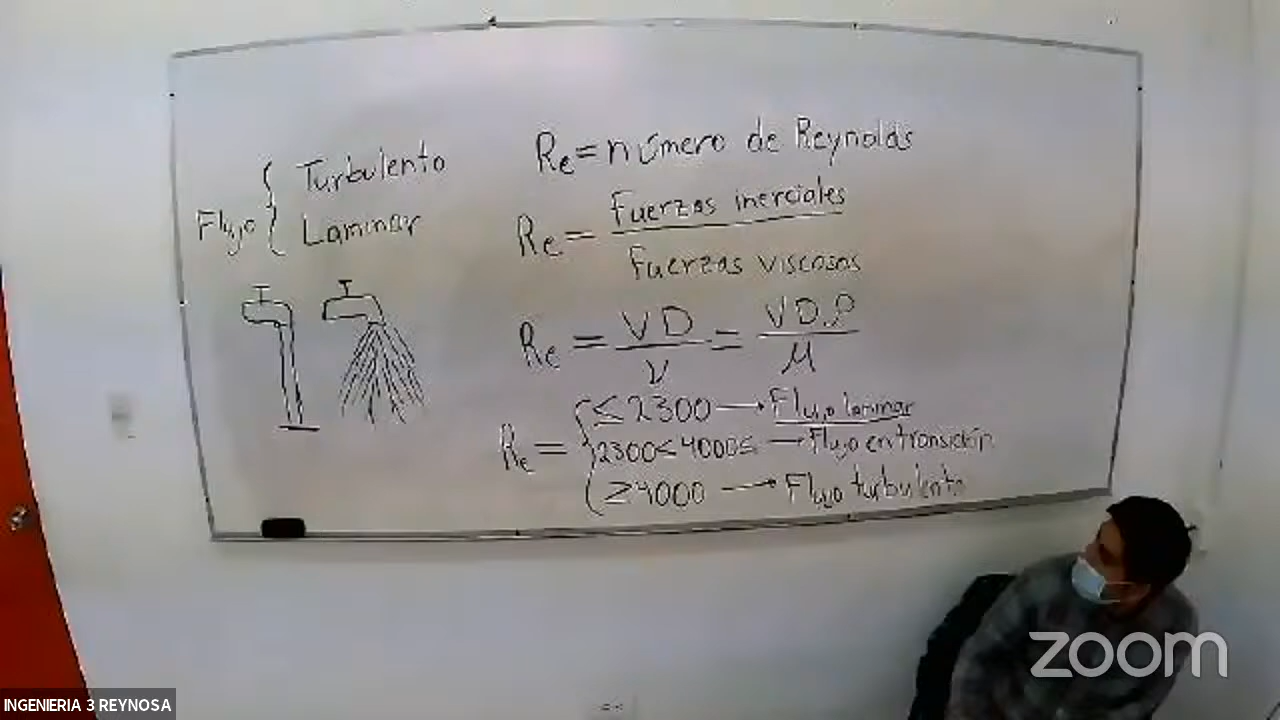 Flujo { Turbulento
Laminar
Re = número de Reynolds
Re = Fuerzas inerciales / Fuerzas viscosas
Re = VD / ν = VDρ / μ
Re = { ≤ 2300 → Flujo laminar
2300 < 4000 ≤ → Flujo en transición
≥ 4000 → Flujo turbulento
zoom
INGENIERIA 3 REYNOSA